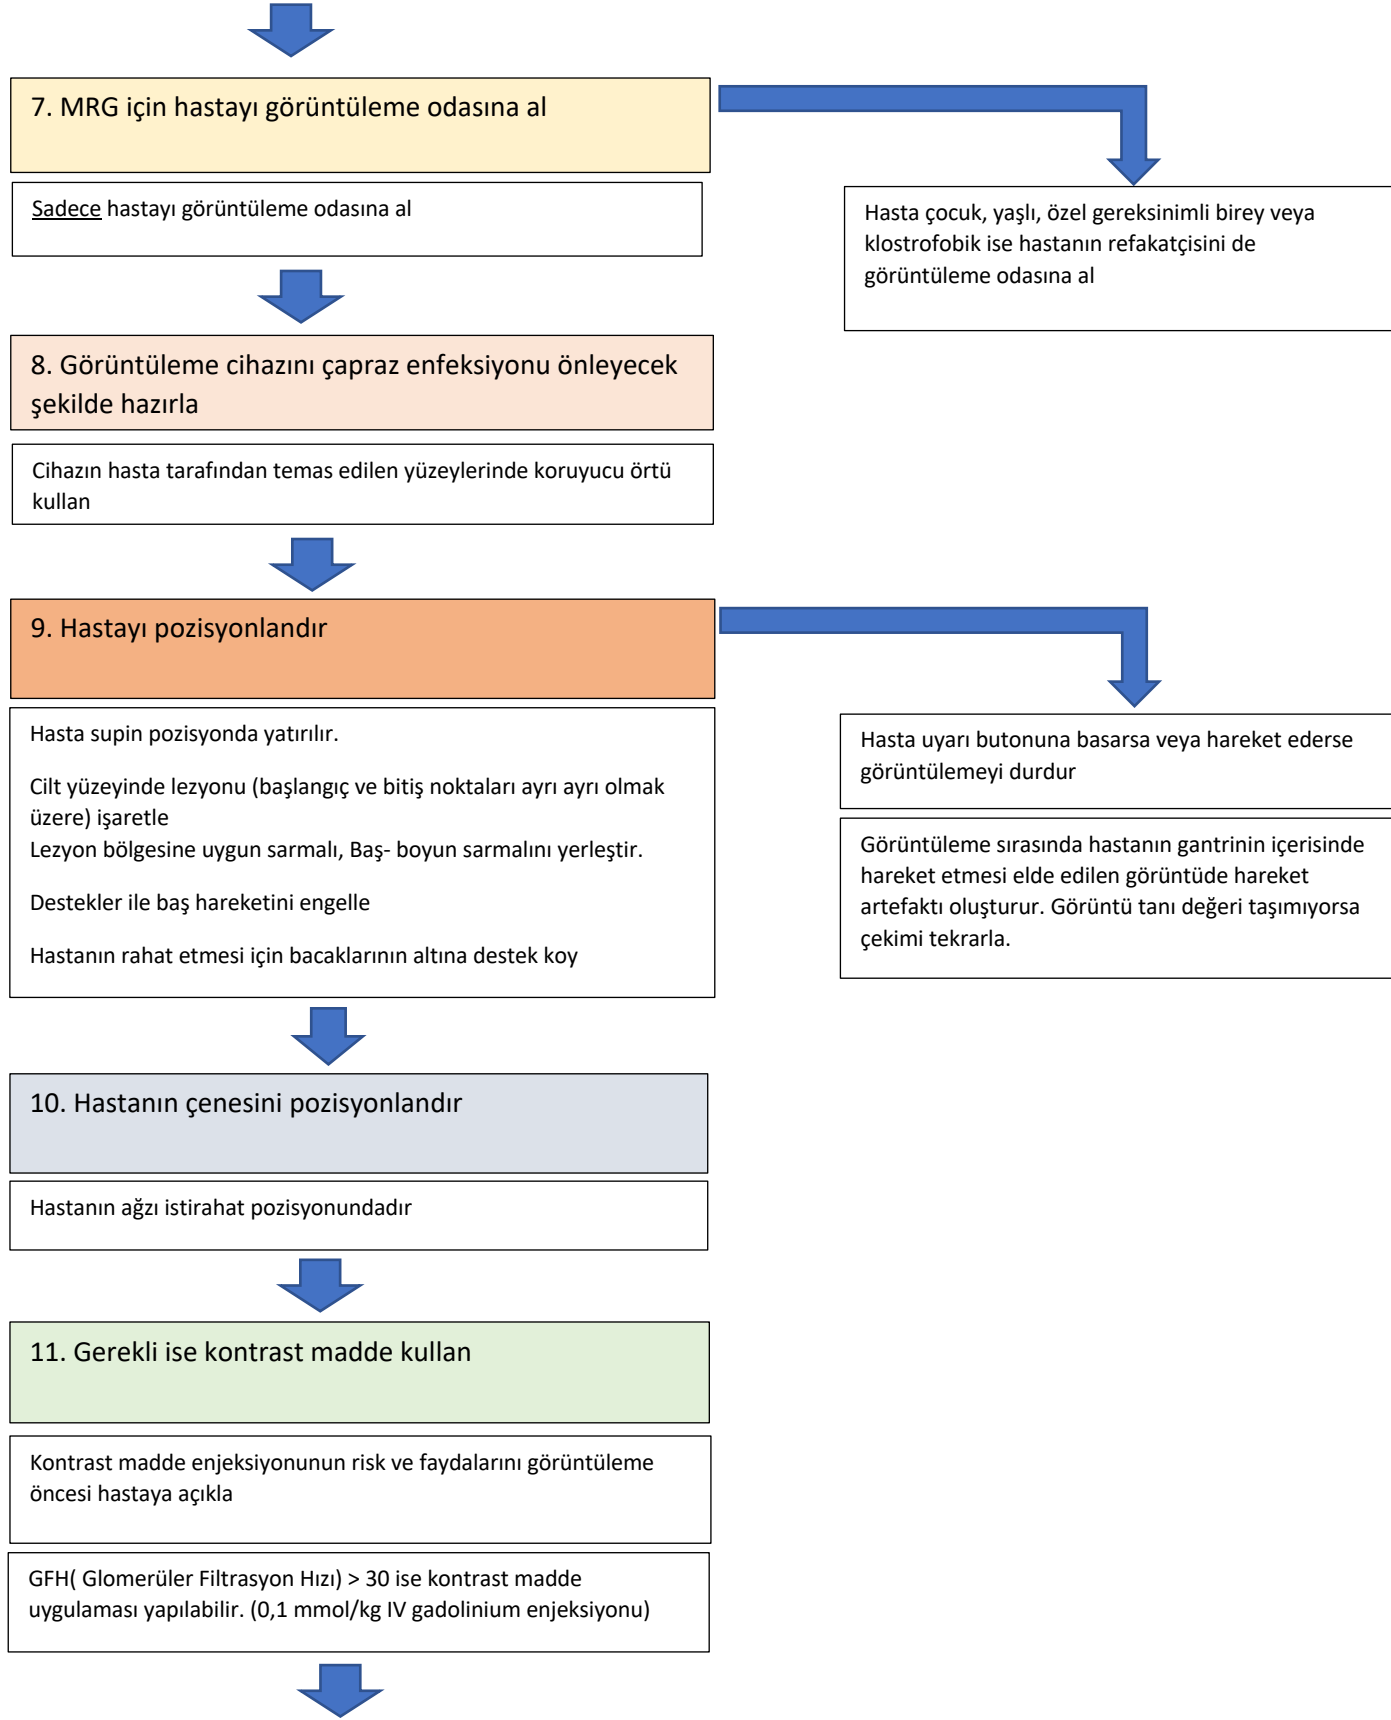 7. MRG için hastayı görüntüleme odasına al
Sadece hastayı görüntüleme odasına al
Hasta çocuk, yaşlı, özel gereksinimli birey veya
klostrofobik ise hastanın refakatçisini de
görüntüleme odasına al
8. Görüntüleme cihazını çapraz enfeksiyonu önleyecek
şekilde hazırla
Cihazın hasta tarafından temas edilen yüzeylerinde koruyucu örtü
kullan
9. Hastayı pozisyonlandır
Hasta supin pozisyonda yatırılır.
Cilt yüzeyinde lezyonu (başlangıç ve bitiş noktaları ayrı ayrı olmak
üzere) işaretle
Lezyon bölgesine uygun sarmalı, Baş- boyun sarmalını yerleştir.
Destekler ile baş hareketini engelle
Hastanın rahat etmesi için bacaklarının altına destek koy
Hasta uyarı butonuna basarsa veya hareket ederse
görüntülemeyi durdur
Görüntüleme sırasında hastanın gantrinin içerisinde
hareket etmesi elde edilen görüntüde hareket
artefaktı oluşturur. Görüntü tanı değeri taşımıyorsa
çekimi tekrarla.
10. Hastanın çenesini pozisyonlandır
Hastanın ağzı istirahat pozisyonundadır
11. Gerekli ise kontrast madde kullan
Kontrast madde enjeksiyonunun risk ve faydalarını görüntüleme
öncesi hastaya açıkla
GFH( Glomerüler Filtrasyon Hızı) > 30 ise kontrast madde
uygulaması yapılabilir. (0,1 mmol/kg IV gadolinium enjeksiyonu)